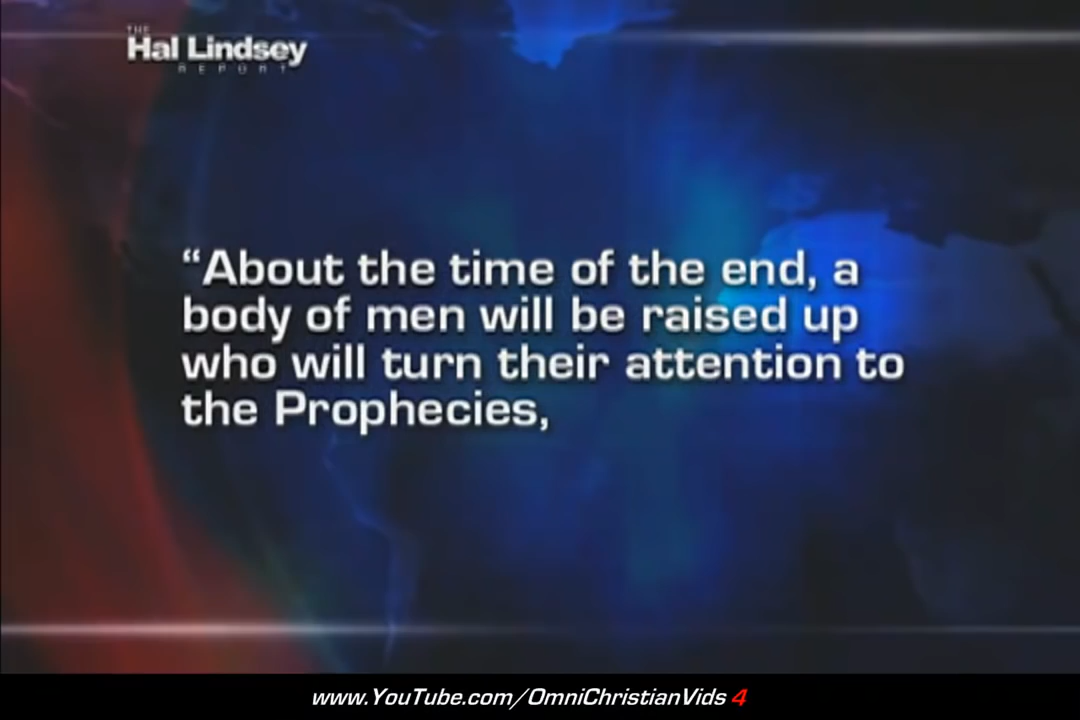 THE
Hal Lindsey
REPORT
“About the time of the end, a
body of men will be raised up
who will turn their attention to
the Prophecies,
www.YouTube.com/OmniChristianVids 4